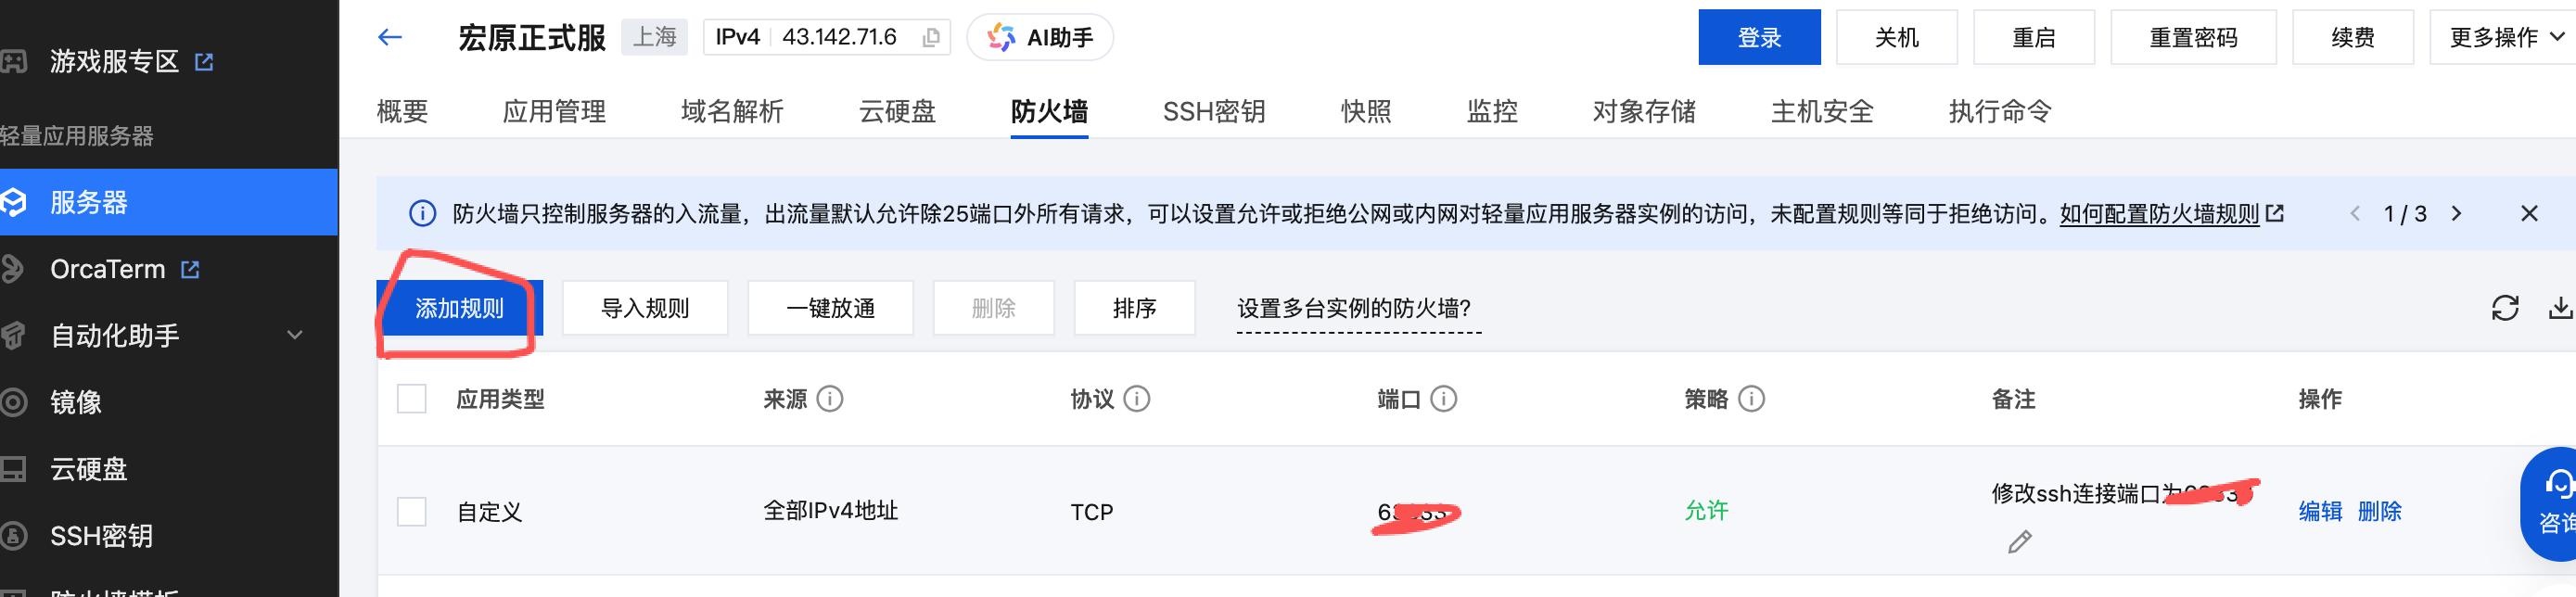 游戏服专区
轻量应用服务器
服务器
OrcaTerm
自动化助手
镜像
云硬盘
SSH密钥
宏原正式服 上海 IPv4 43.142.71.6 AI助手
登录 关机 重启 重置密码 续费 更多操作
概要 应用管理 域名解析 云硬盘 防火墙 SSH密钥 快照 监控 对象存储 主机安全 执行命令
防火墙只控制服务器的入流量，出流量默认允许除25端口外所有请求，可以设置允许或拒绝公网或内网对轻量应用服务器实例的访问，未配置规则等同于拒绝访问。如何配置防火墙规则 1 / 3
添加规则 导入规则 一键放通 删除 排序 设置多台实例的防火墙?
应用类型 来源 协议 端口 策略 备注 操作
自定义 全部IPv4地址 TCP 允许 修改ssh连接端口为 编辑 删除
咨询